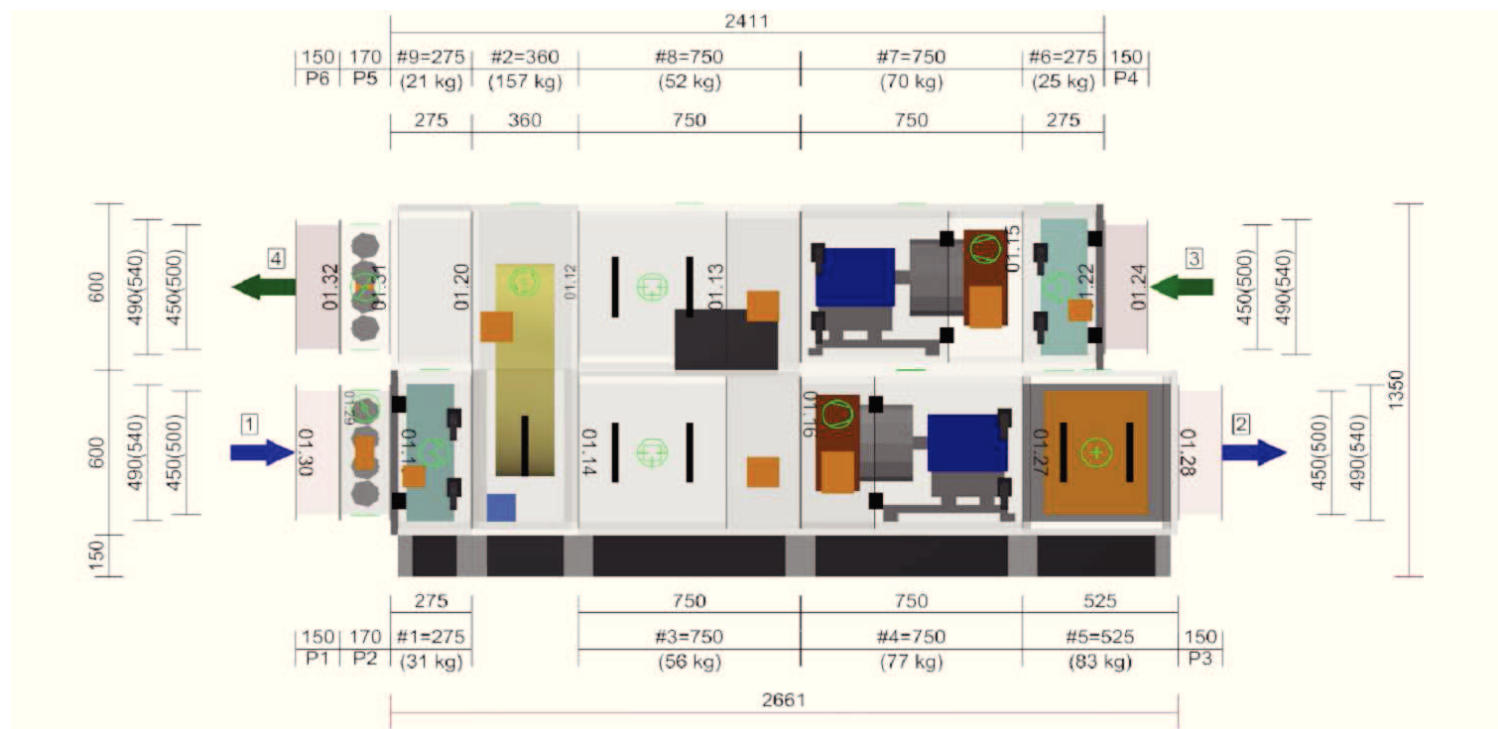 2411
150 170 #9=275 #2=360 #8=750 #7=750 #6=275 150
P6 P5 (21 kg) (157 kg) (52 kg) (70 kg) (25 kg) P4
275 360 750 750 275
600 490(540) 450(500) 4 01.32 01.31 01.20 01.12 01.13 01.15 01.22 01.24 3 450(500) 490(540)
1350
600 490(540) 450(500) 1 01.30 01.29 01.1 01.14 01.16 01.27 01.28 2 450(500) 490(540)
150
275 750 750 525
150 170 #1=275 #3=750 #4=750 #5=525 150
P1 P2 (31 kg) (56 kg) (77 kg) (83 kg) P3
2661